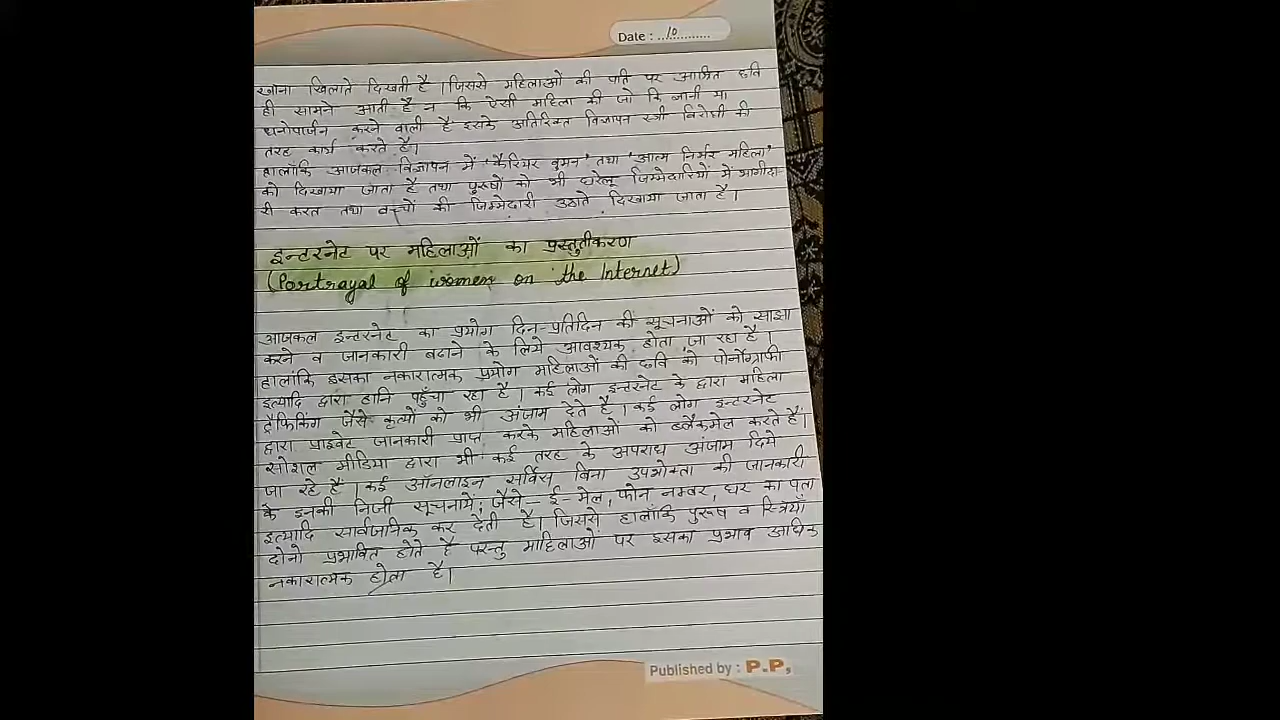 Date : ..10............
खाना खिलाते दिखती है। जिससे महिलाओं की पति पर आश्रित छवि
ही सामने आती है न कि ऐसी महिला की जो कि ज्ञानी या
धनोपार्जन करने वाली है इसके अतिरिक्त विज्ञापन स्त्री विरोधी की
तरह कार्य करते है।
हालाँकि आजकल विज्ञापन में 'कैरियर वुमन' तथा 'आत्म निर्भर महिला'
को दिखाया जाता है तथा पुरूषों को भी घरेलू जिम्मेदारियों में भागीदा-
री करते तथा बच्चों की जिम्मेदारी उठाते दिखाया जाता है।
इन्टरनेट पर महिलाओं का प्रस्तुतीकरण
(Portrayal of women on the Internet)
आजकल इन्टरनेट का प्रयोग दिन-प्रतिदिन की सूचनाओं को साझा
करने व जानकारी बढाने के लिये आवश्यक होता जा रहा है।
हालांकि इसका नकारात्मक प्रयोग महिलाओं की छवि को पोर्नोग्राफी
इत्यादि द्वारा हानि पहुँचा रहा है। कई लोग इन्टरनेट के द्वारा महिला
ट्रैफिकिंग जैसे कृत्यों को भी अंजाम देते है। कई लोग इन्टरनेट
द्वारा प्राइवेट जानकारी प्राप्त करके महिलाओं को ब्लैकमेल करते हैं।
सोशल मीडिया द्वारा भी कई तरह के अपराध अंजाम दिये
जा रहे है। कई ऑनलाइन सर्विस बिना उपभोक्ता की जानकारी
के इनकी निजी सूचनायें, जैसे- ई-मेल, फोन नम्बर, घर का पता
इत्यादि सार्वजनिक कर देती है। जिससे हालाँकि पुरूष व स्त्रियाँ
दोनो प्रभावित होते है परन्तु महिलाओं पर इसका प्रभाव अधिक
नकारात्मक होता है।
Published by : P.P,